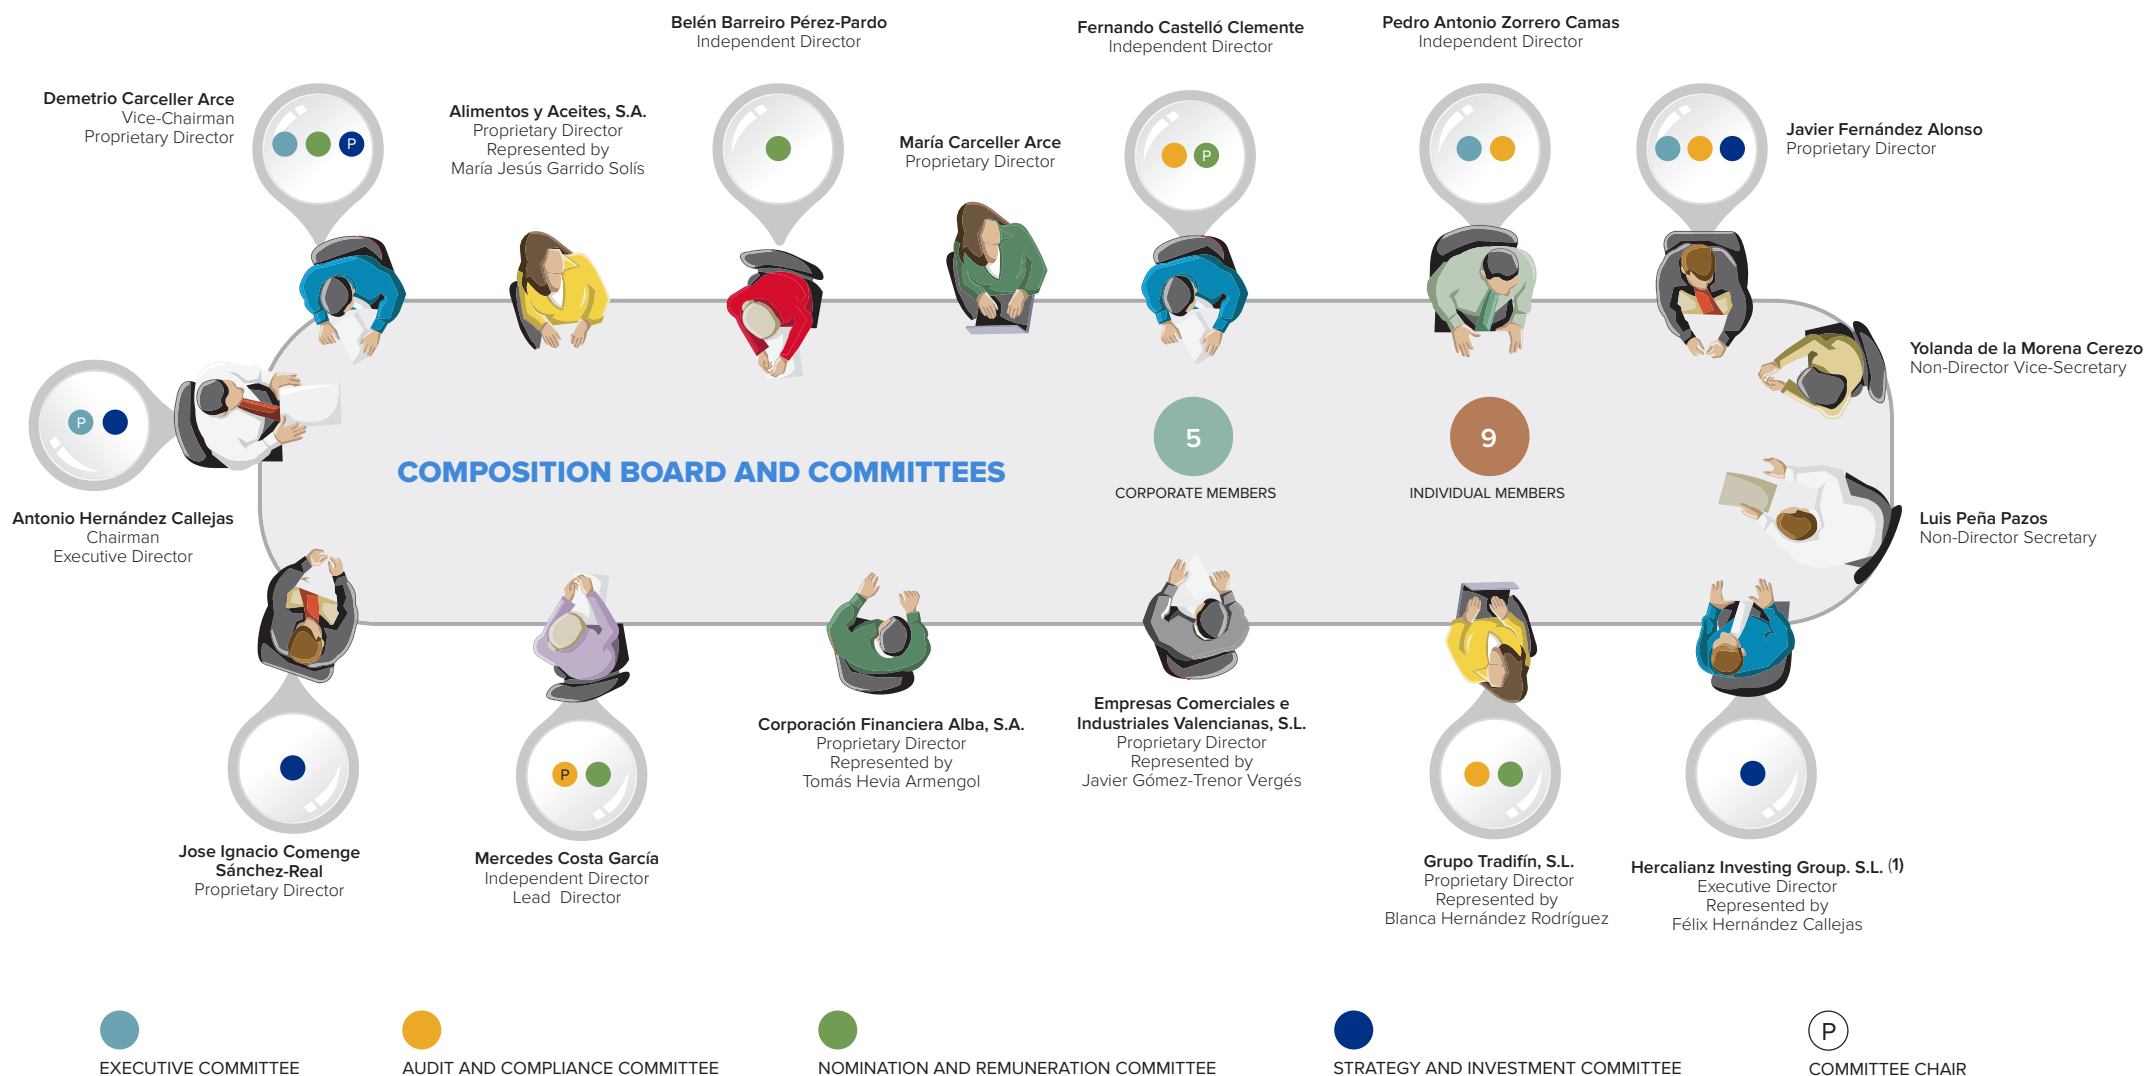 Belén Barreiro Pérez-Pardo
Independent Director
Fernando Castelló Clemente
Independent Director
Pedro Antonio Zorrero Camas
Independent Director
Demetrio Carceller Arce
Vice-Chairman
Proprietary Director
P
Alimentos y Aceites, S.A.
Proprietary Director
Represented by
María Jesús Garrido Solís
María Carceller Arce
Proprietary Director
P
Javier Fernández Alonso
Proprietary Director
Yolanda de la Morena Cerezo
Non-Director Vice-Secretary
P
Antonio Hernández Callejas
Chairman
Executive Director
COMPOSITION BOARD AND COMMITTEES
5
CORPORATE MEMBERS
9
INDIVIDUAL MEMBERS
Luis Peña Pazos
Non-Director Secretary
Jose Ignacio Comenge
Sánchez-Real
Proprietary Director
P
Mercedes Costa García
Independent Director
Lead Director
Corporación Financiera Alba, S.A.
Proprietary Director
Represented by
Tomás Hevia Armengol
Empresas Comerciales e
Industriales Valencianas, S.L.
Proprietary Director
Represented by
Javier Gómez-Trenor Vergés
Grupo Tradifín, S.L.
Proprietary Director
Represented by
Blanca Hernández Rodríguez
Hercalianz Investing Group. S.L. (1)
Executive Director
Represented by
Félix Hernández Callejas
EXECUTIVE COMMITTEE
AUDIT AND COMPLIANCE COMMITTEE
NOMINATION AND REMUNERATION COMMITTEE
STRATEGY AND INVESTMENT COMMITTEE
P
COMMITTEE CHAIR